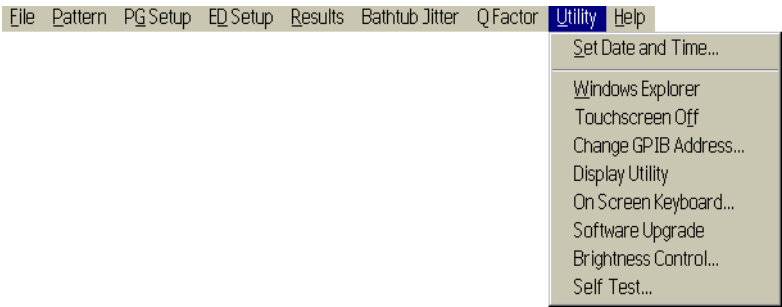 File Pattern PG Setup ED Setup Results Bathtub Jitter Q Factor Utility Help
Set Date and Time...
Windows Explorer
Touchscreen Off
Change GPIB Address...
Display Utility
On Screen Keyboard...
Software Upgrade
Brightness Control...
Self Test...